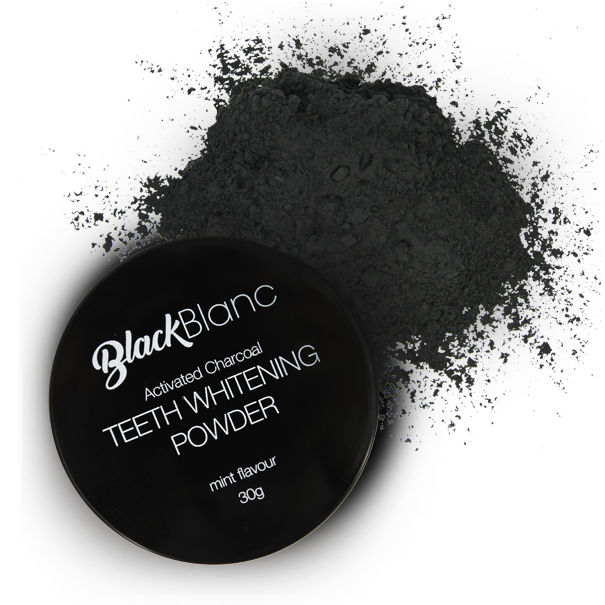 BlackBlanc
Activated Charcoal
TEETH WHITENING
POWDER
mint flavour
30g